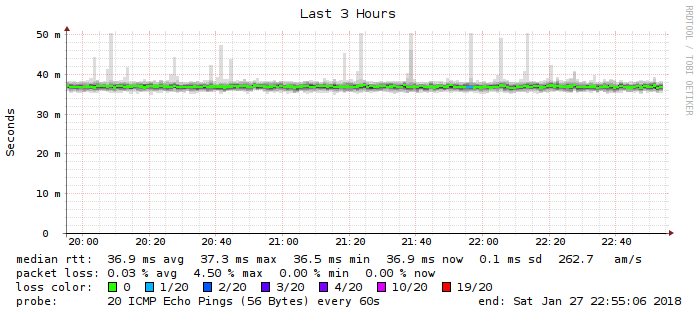 Last 3 Hours
RRDTOOL / TOBI OETIKER
Seconds
50 m
40 m
30 m
20 m
10 m
0
20:00 20:20 20:40 21:00 21:20 21:40 22:00 22:20 22:40
median rtt: 36.9 ms avg 37.3 ms max 36.5 ms min 36.9 ms now 0.1 ms sd 262.7 am/s
packet loss: 0.03 % avg 4.50 % max 0.00 % min 0.00 % now
loss color: 0 1/20 2/20 3/20 4/20 10/20 19/20
probe: 20 ICMP Echo Pings (56 Bytes) every 60s end: Sat Jan 27 22:55:06 2018